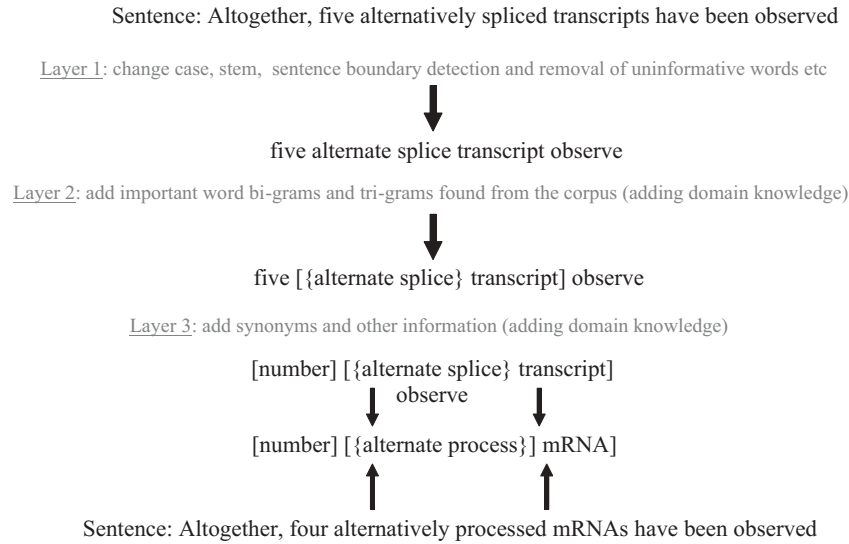 Sentence: Altogether, five alternatively spliced transcripts have been observed
Layer 1: change case, stem, sentence boundary detection and removal of uninformative words etc
five alternate splice transcript observe
Layer 2: add important word bi-grams and tri-grams found from the corpus (adding domain knowledge)
five [{alternate splice} transcript] observe
Layer 3: add synonyms and other information (adding domain knowledge)
[number] [{alternate splice} transcript]
observe
[number] [{alternate process}] mRNA]
Sentence: Altogether, four alternatively processed mRNAs have been observed